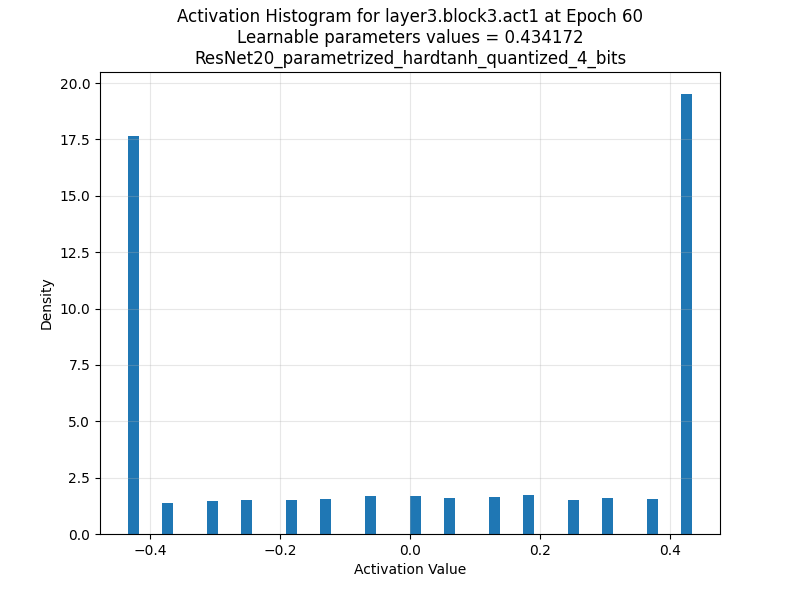 Activation Histogram for layer3.block3.act1 at Epoch 60
Learnable parameters values = 0.434172
ResNet20_parametrized_hardtanh_quantized_4_bits
20.0
17.5
15.0
12.5
10.0
7.5
5.0
2.5
0.0
Density
−0.4 −0.2 0.0 0.2 0.4
Activation Value